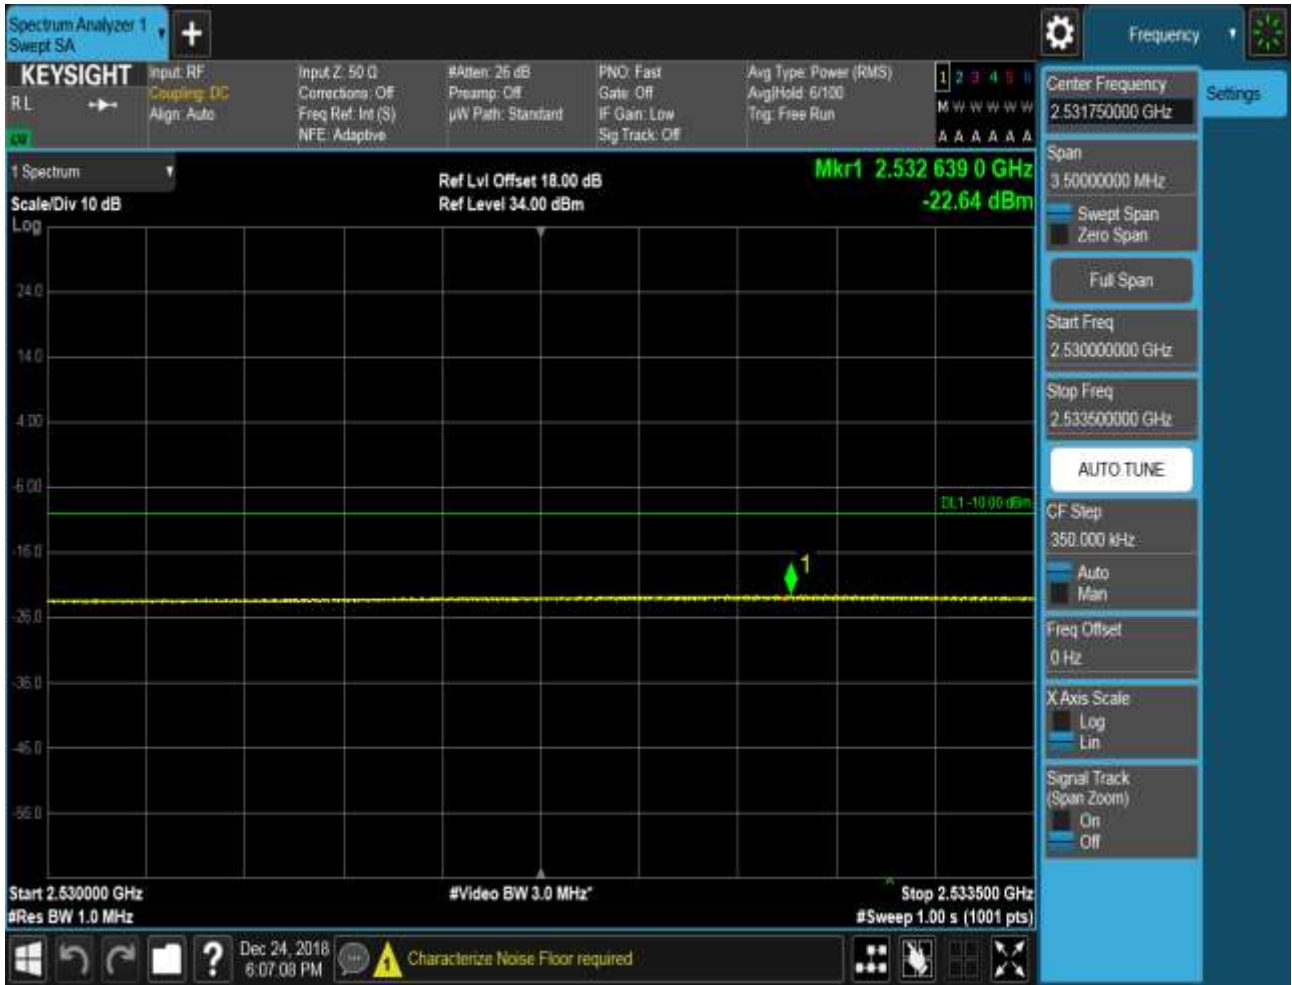 Spectrum Analyzer 1
Swept SA
+
Frequency
KEYSIGHT
RL
Input: RF
Coupling: DC
Align: Auto
Input Z: 50 Ω
Corrections: Off
Freq Ref: Int (S)
NFE: Adaptive
#Atten: 26 dB
Preamp: Off
µW Path: Standard
PNO: Fast
Gate: Off
IF Gain: Low
Sig Track: Off
Avg Type: Power (RMS)
Avg|Hold: 6/100
Trig: Free Run
1 2 3 4 5 6
M W W W W W
A A A A A A
Center Frequency
2.531750000 GHz
Settings
1 Spectrum
Scale/Div 10 dB
Log
Ref Lvl Offset 18.00 dB
Ref Level 34.00 dBm
Mkr1 2.532 639 0 GHz
-22.64 dBm
24.0
14.0
4.00
-6.00
-16.0
-26.0
-36.0
-46.0
-56.0
DL1 -10.00 dBm
1
Span
3.50000000 MHz
Swept Span
Zero Span
Full Span
Start Freq
2.530000000 GHz
Stop Freq
2.533500000 GHz
AUTO TUNE
CF Step
350.000 kHz
Auto
Man
Freq Offset
0 Hz
X Axis Scale
Log
Lin
Signal Track
(Span Zoom)
On
Off
Start 2.530000 GHz
#Res BW 1.0 MHz
#Video BW 3.0 MHz*
Stop 2.533500 GHz
#Sweep 1.00 s (1001 pts)
?
Dec 24, 2018
6:07:08 PM
1
Characterize Noise Floor required